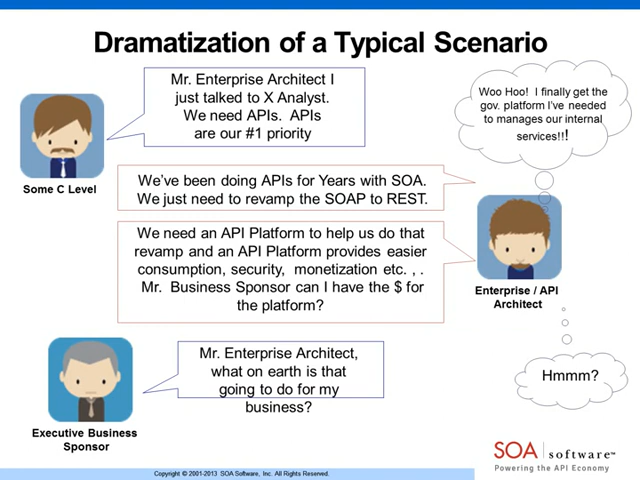 Dramatization of a Typical Scenario
Mr. Enterprise Architect I
just talked to X Analyst.
We need APIs. APIs
are our #1 priority
Some C Level
Woo Hoo! I finally get the
gov. platform I've needed
to manages our internal
services!!!
We've been doing APIs for Years with SOA.
We just need to revamp the SOAP to REST.
We need an API Platform to help us do that
revamp and an API Platform provides easier
consumption, security, monetization etc. , .
Mr. Business Sponsor can I have the $ for
the platform?
Enterprise / API
Architect
Mr. Enterprise Architect,
what on earth is that
going to do for my
business?
Hmmm?
Executive Business
Sponsor
SOA software™
Powering the API Economy
Copyright © 2001-2013 SOA Software, Inc. All Rights Reserved.